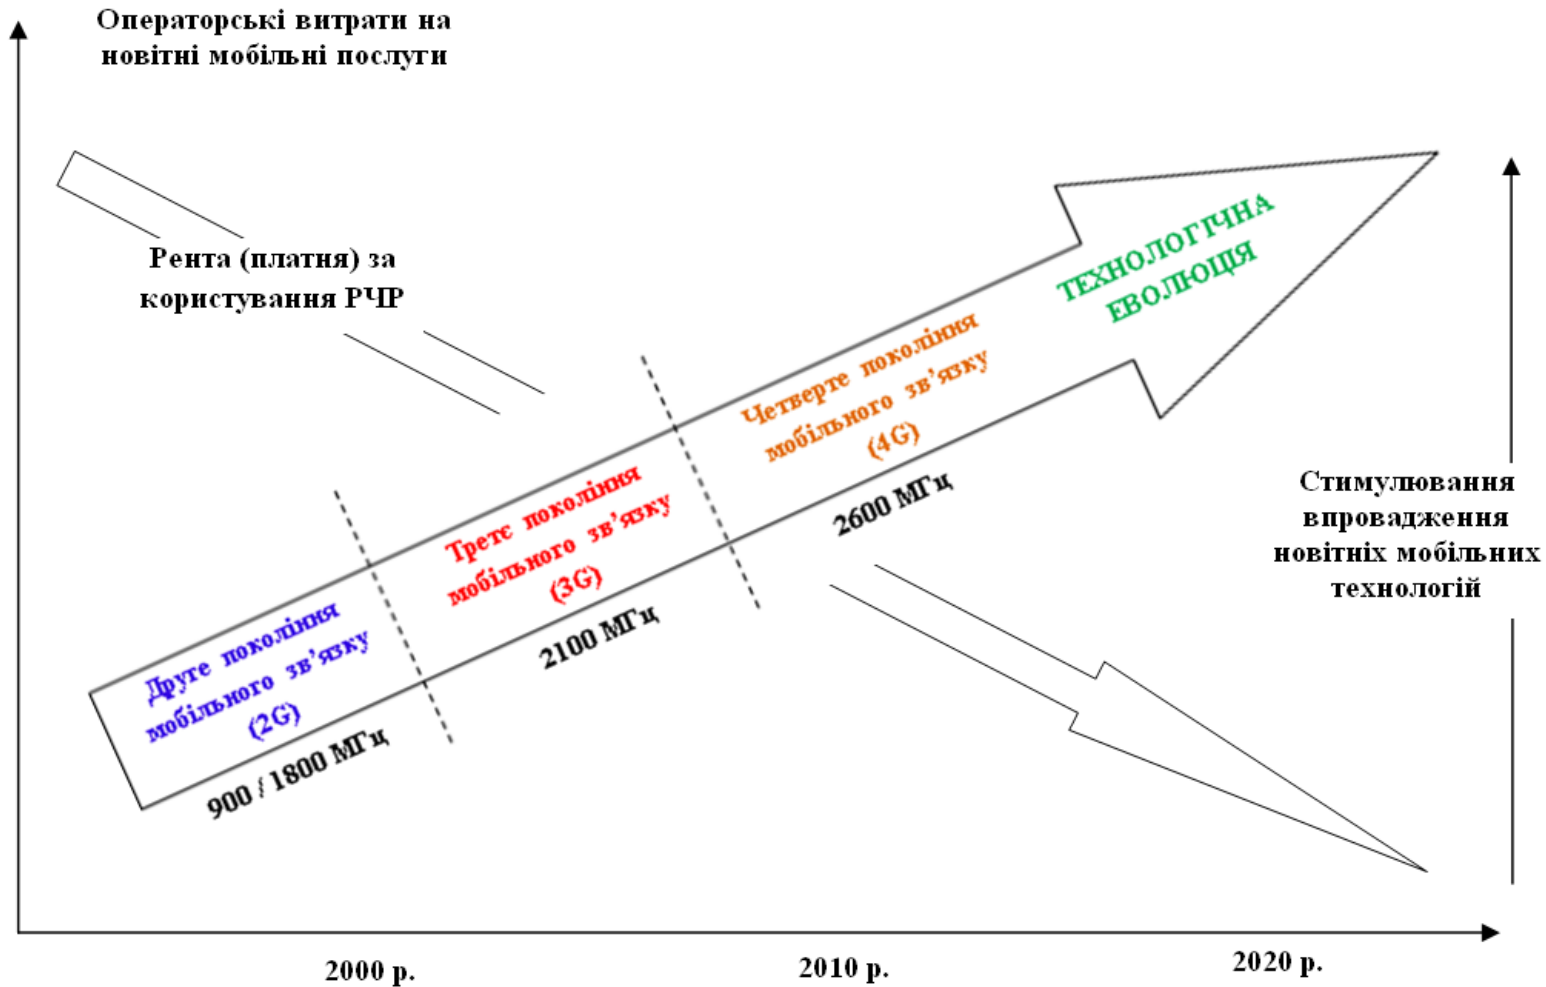 Операторські витрати на
новітні мобільні послуги
Рента (платня) за
користування РЧР
ТЕХНОЛОГІЧНА
ЕВОЛЮЦІЯ
Четверте покоління
мобільного зв’язку
(4G)
2600 МГц
Третє покоління
мобільного зв’язку
(3G)
2100 МГц
Друге покоління
мобільного зв’язку
(2G)
900 / 1800 МГц
Стимулювання
впровадження
новітніх мобільних
технологій
2000 р.
2010 р.
2020 р.